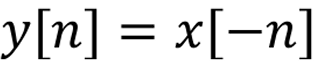 y[n] = x[−n]